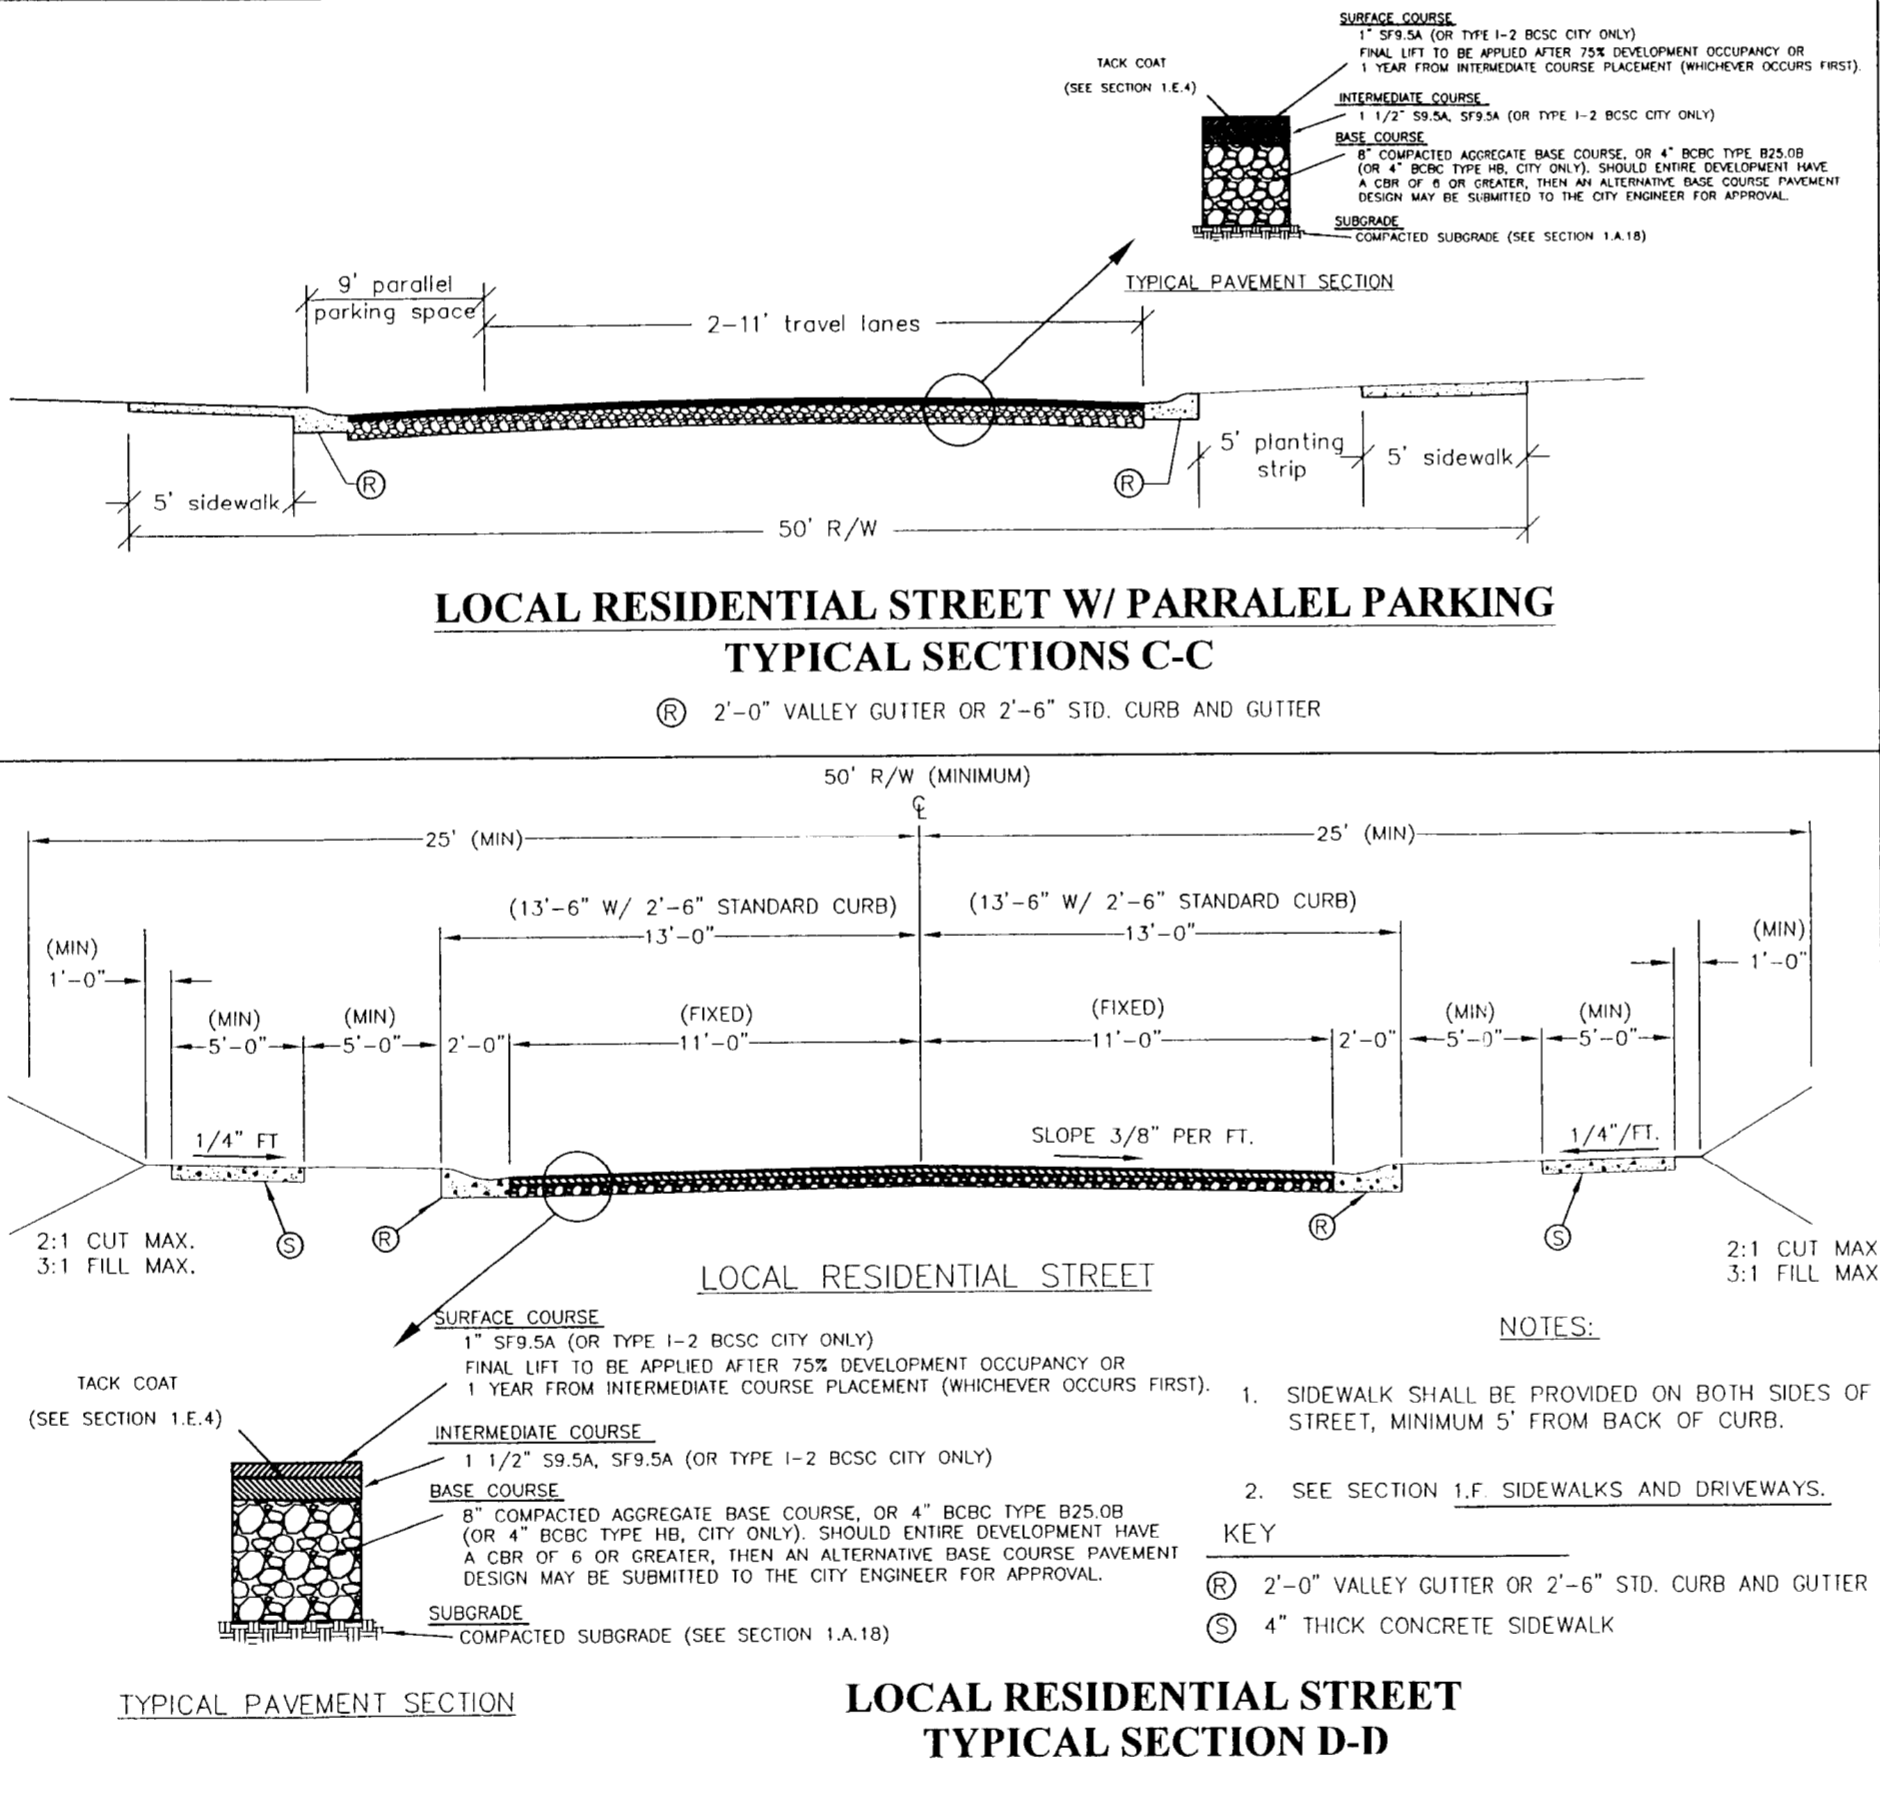 SURFACE COURSE
1" SF9.5A (OR TYPE I-2 BCSC CITY ONLY)
FINAL LIFT TO BE APPLIED AFTER 75% DEVELOPMENT OCCUPANCY OR
1 YEAR FROM INTERMEDIATE COURSE PLACEMENT (WHICHEVER OCCURS FIRST).
TACK COAT
(SEE SECTION 1.E.4)
INTERMEDIATE COURSE
1 1/2" S9.5A, SF9.5A (OR TYPE I-2 BCSC CITY ONLY)
BASE COURSE
8" COMPACTED AGGREGATE BASE COURSE, OR 4" BCBC TYPE B25.0B
(OR 4" BCBC TYPE HB, CITY ONLY). SHOULD ENTIRE DEVELOPMENT HAVE
A CBR OF 6 OR GREATER, THEN AN ALTERNATIVE BASE COURSE PAVEMENT
DESIGN MAY BE SUBMITTED TO THE CITY ENGINEER FOR APPROVAL.
SUBGRADE
COMPACTED SUBGRADE (SEE SECTION 1.A.18)
TYPICAL PAVEMENT SECTION
9' parallel
parking space
2-11' travel lanes
R
R
5' planting
strip
5' sidewalk
5' sidewalk
50' R/W
LOCAL RESIDENTIAL STREET W/ PARRALEL PARKING
TYPICAL SECTIONS C-C
R 2'-0" VALLEY GUTTER OR 2'-6" STD. CURB AND GUTTER
50' R/W (MINIMUM)
CL
25' (MIN)
25' (MIN)
(13'-6" W/ 2'-6" STANDARD CURB)
13'-0"
(13'-6" W/ 2'-6" STANDARD CURB)
13'-0"
(MIN)
1'-0"
(MIN)
1'-0"
(MIN)
5'-0"
(MIN)
5'-0"
2'-0"
(FIXED)
11'-0"
(FIXED)
11'-0"
2'-0"
(MIN)
5'-0"
(MIN)
5'-0"
1/4" FT
SLOPE 3/8" PER FT.
1/4"/FT.
2:1 CUT MAX.
3:1 FILL MAX.
S
R
R
S
2:1 CUT MAX
3:1 FILL MAX
LOCAL RESIDENTIAL STREET
SURFACE COURSE
1" SF9.5A (OR TYPE I-2 BCSC CITY ONLY)
FINAL LIFT TO BE APPLIED AFTER 75% DEVELOPMENT OCCUPANCY OR
1 YEAR FROM INTERMEDIATE COURSE PLACEMENT (WHICHEVER OCCURS FIRST).
TACK COAT
(SEE SECTION 1.E.4)
INTERMEDIATE COURSE
1 1/2" S9.5A, SF9.5A (OR TYPE I-2 BCSC CITY ONLY)
BASE COURSE
8" COMPACTED AGGREGATE BASE COURSE, OR 4" BCBC TYPE B25.0B
(OR 4" BCBC TYPE HB, CITY ONLY). SHOULD ENTIRE DEVELOPMENT HAVE
A CBR OF 6 OR GREATER, THEN AN ALTERNATIVE BASE COURSE PAVEMENT
DESIGN MAY BE SUBMITTED TO THE CITY ENGINEER FOR APPROVAL.
SUBGRADE
COMPACTED SUBGRADE (SEE SECTION 1.A.18)
TYPICAL PAVEMENT SECTION
NOTES:
1. SIDEWALK SHALL BE PROVIDED ON BOTH SIDES OF
STREET, MINIMUM 5' FROM BACK OF CURB.
2. SEE SECTION 1.F. SIDEWALKS AND DRIVEWAYS.
KEY
R 2'-0" VALLEY GUTTER OR 2'-6" STD. CURB AND GUTTER
S 4" THICK CONCRETE SIDEWALK
LOCAL RESIDENTIAL STREET
TYPICAL SECTION D-D